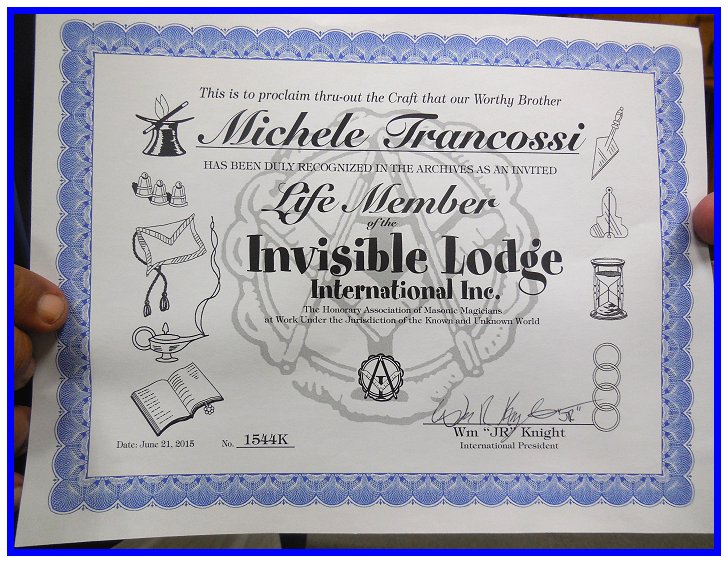 This is to proclaim thru-out the Craft that our Worthy Brother
Michele Trancossi
HAS BEEN DULY RECOGNIZED IN THE ARCHIVES AS AN INVITED
Life Member
of the
Invisible Lodge
International Inc.
The Honorary Association of Masonic Magicians
at Work Under the Jurisdiction of the Known and Unknown World
Wm "JR" Knight
International President
Date: June 21, 2015 No. 1544K